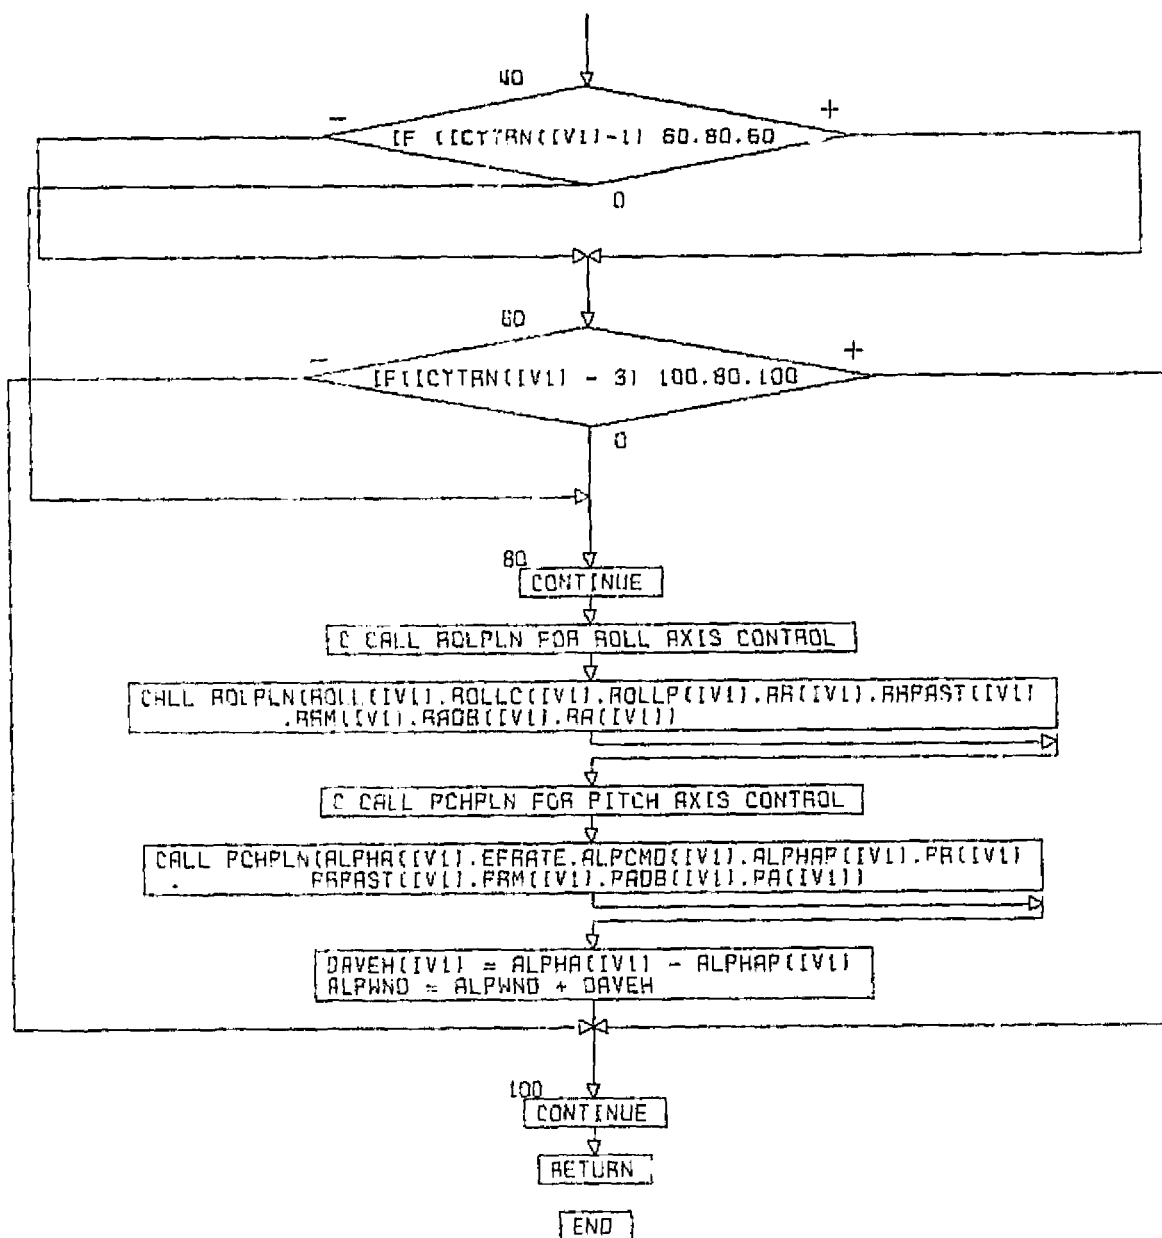 40
- +
IF (ICTTRN(IV1)-1) 60,80,60
0
60
- +
IF(ICTTRN(IV1) - 3) 100,80,100
0
80
CONTINUE
C CALL ROLPLN FOR ROLL AXIS CONTROL
CALL ROLPLN(ROLL(IV1),ROLLC(IV1),ROLLP(IV1),RR(IV1),RRPAST(IV1)
,RRM(IV1),RADB(IV1),RA(IV1))
C CALL PCHPLN FOR PITCH AXIS CONTROL
CALL PCHPLN(ALPHA(IV1),EFRATE,ALPCMD(IV1),ALPHAP(IV1),PR(IV1)
. PRPAST(IV1),PRM(IV1),PADB(IV1),PA(IV1))
DAVEH(IV1) = ALPHA(IV1) - ALPHAP(IV1)
ALPWND = ALPWND + DAVEH
100
CONTINUE
RETURN
END